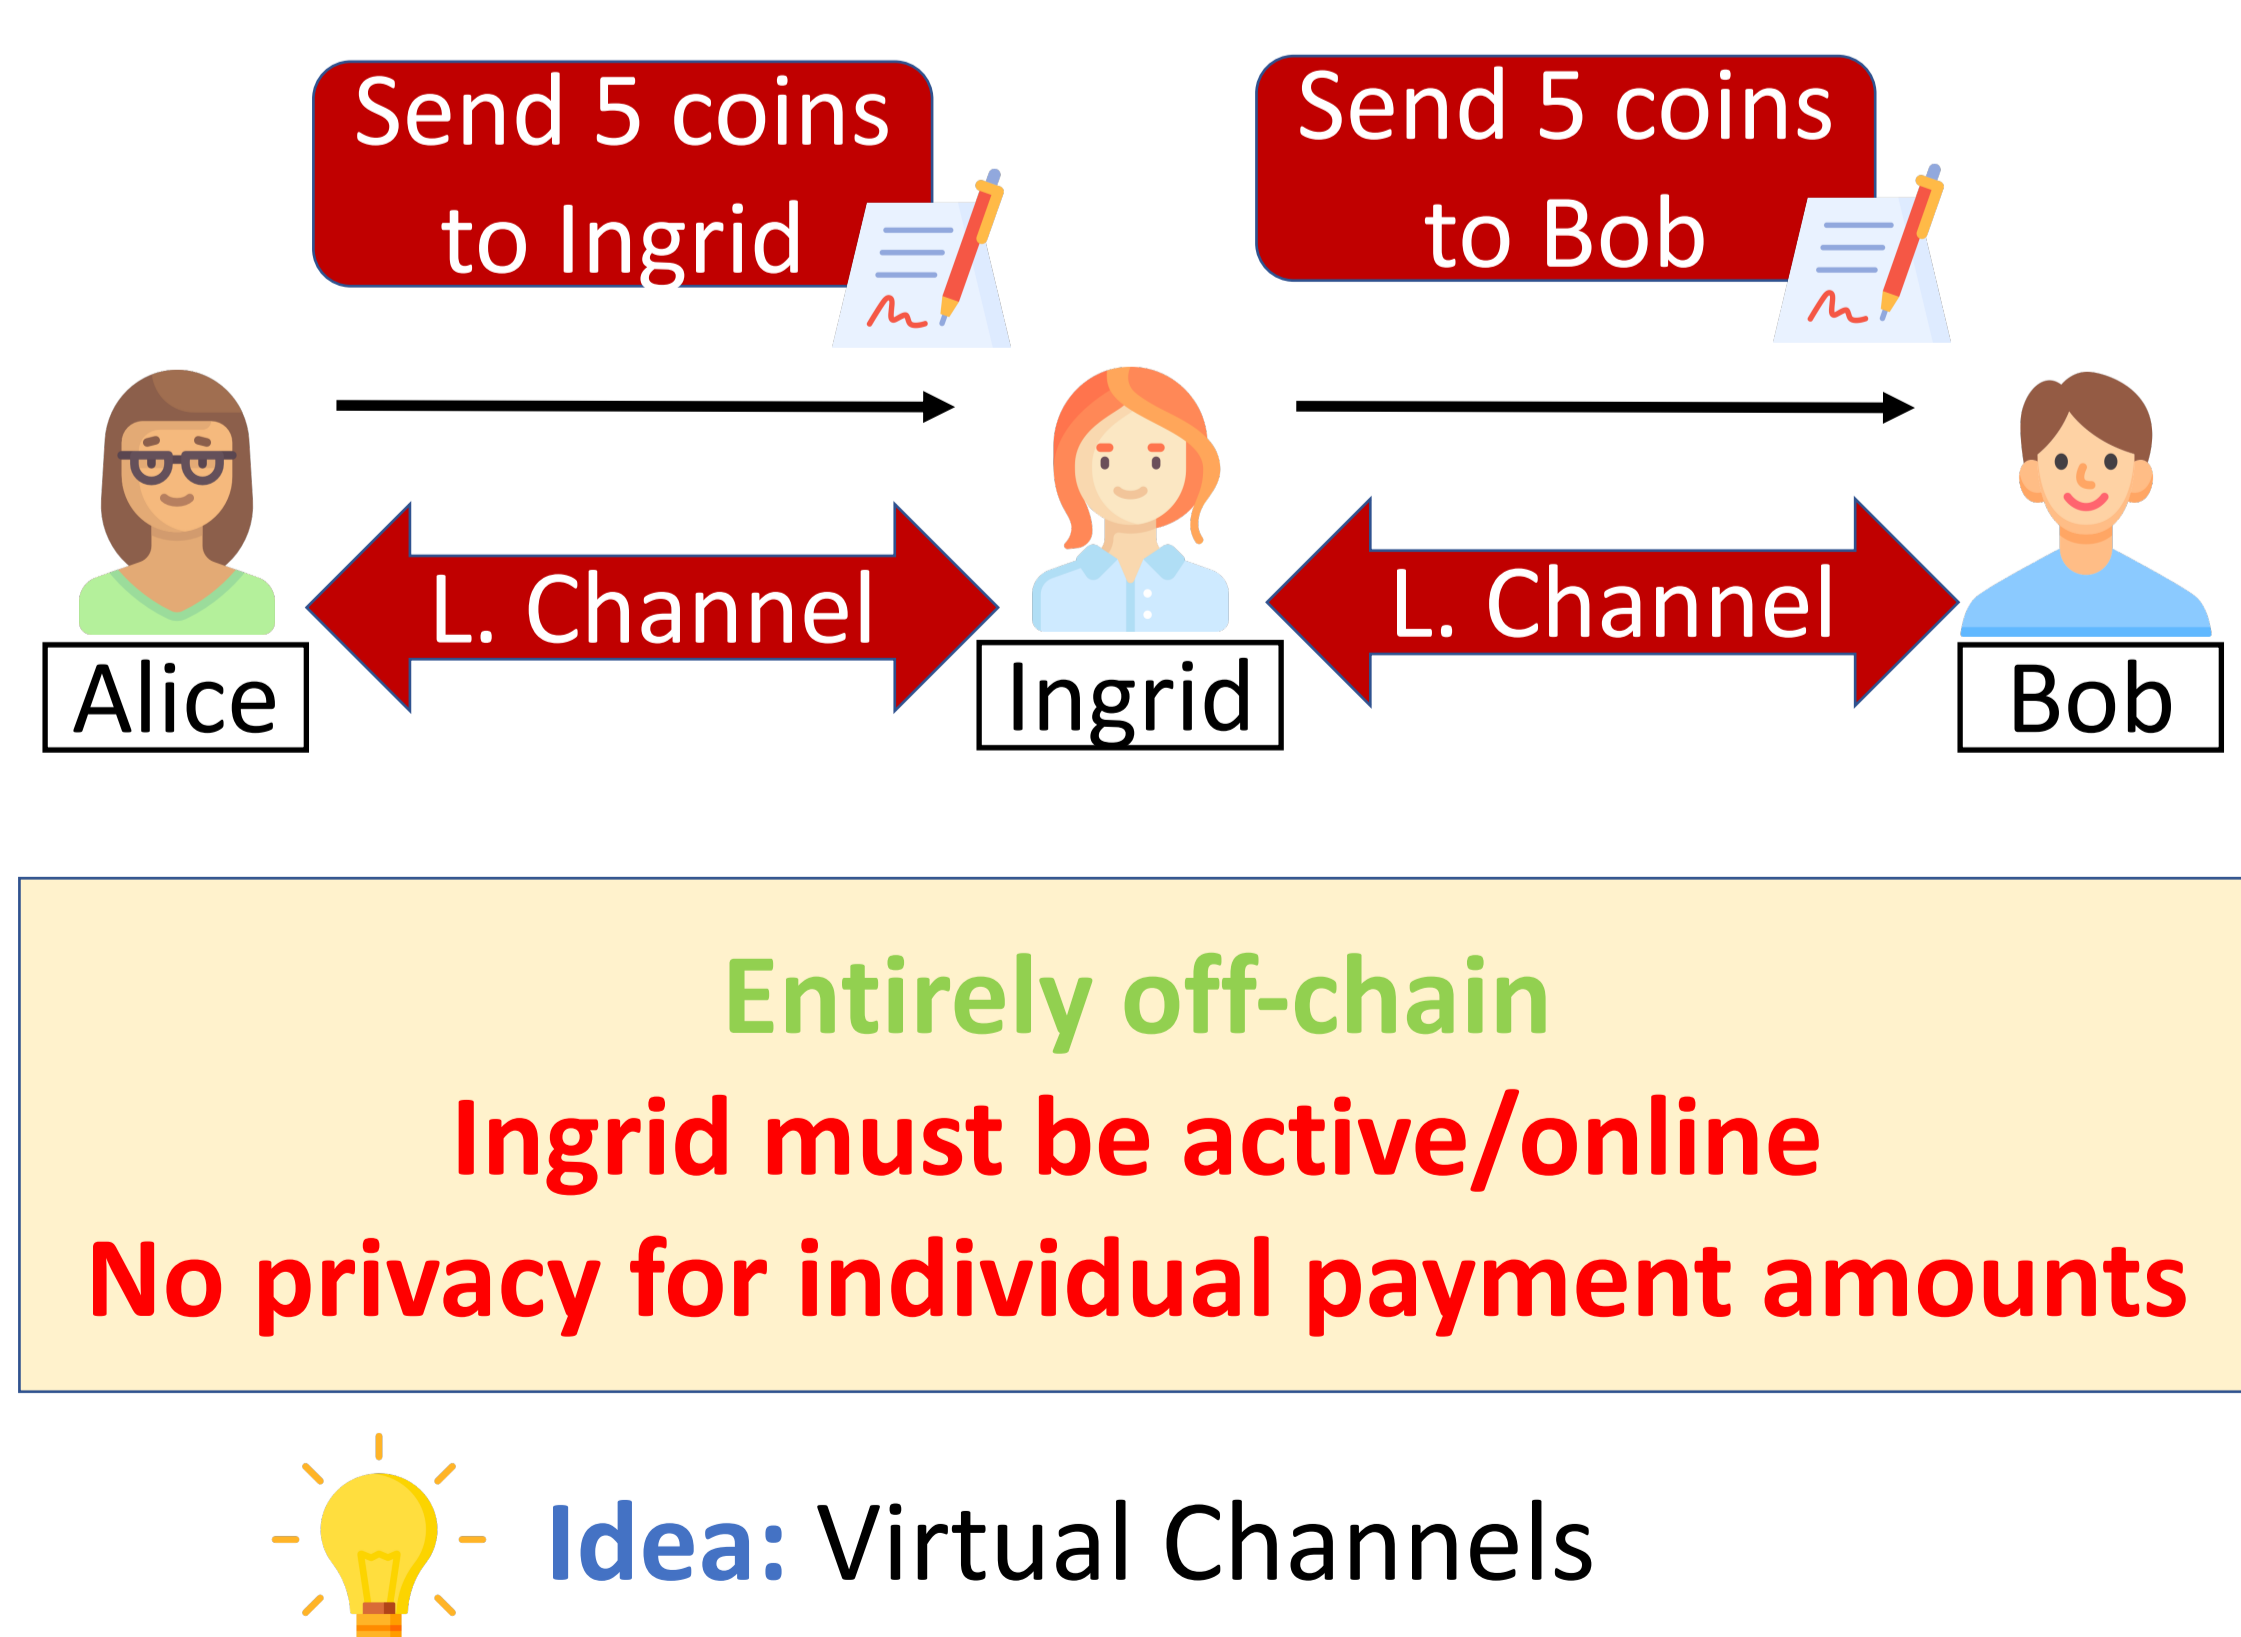 Send 5 coins
to Ingrid
Send 5 coins
to Bob
L. Channel
L. Channel
Alice
Ingrid
Bob
Entirely off-chain
Ingrid must be active/online
No privacy for individual payment amounts
Idea: Virtual Channels